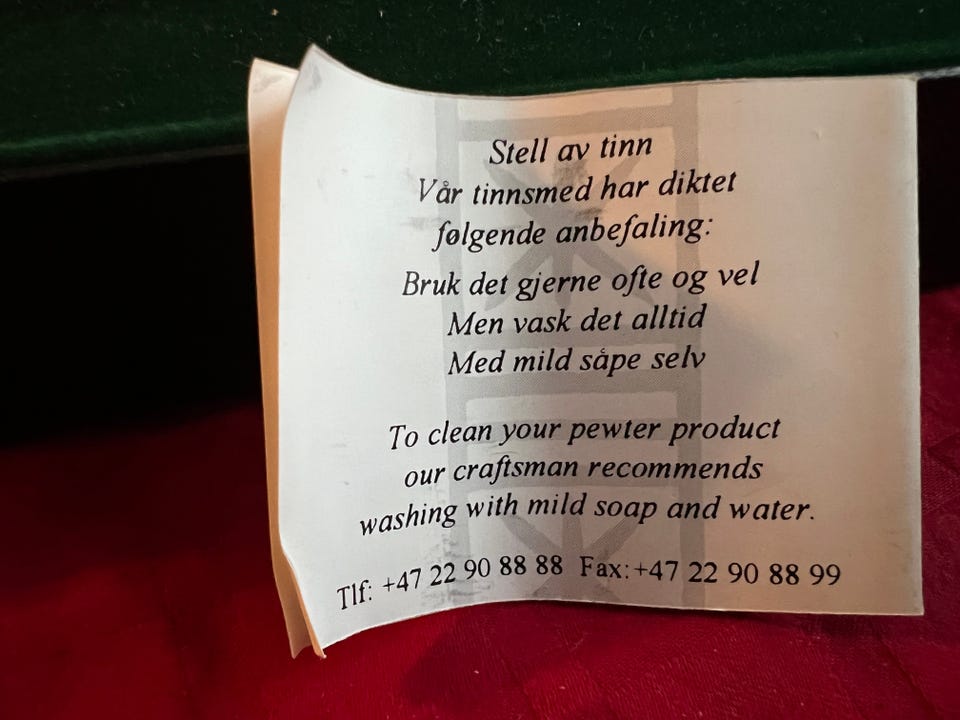 Stell av tinn
Vår tinnsmed har diktet
følgende anbefaling:
Bruk det gjerne ofte og vel
Men vask det alltid
Med mild såpe selv
To clean your pewter product
our craftsman recommends
washing with mild soap and water.
Tlf: +47 22 90 88 88 Fax:+47 22 90 88 99